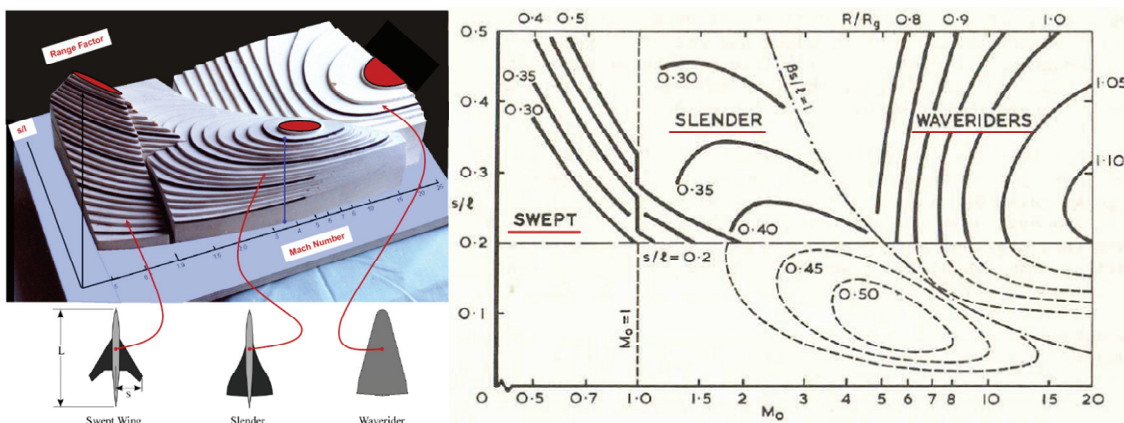 Range Factor
s/l
Mach Number
L
S
Swept Wing
Slender
Waverider
0·4
0·5
R/Rg
0·8
0·9
1·0
0·5
0·35
0·30
0·4
s/ℓ
0·3
0·2
0·1
0
0·30
SLENDER
βs/ℓ=1
WAVERIDERS
1·05
1·10
0·35
SWEPT
0·40
s/ℓ=0·2
0·45
0·50
M₀=1
0
0·5
0·7
1·0
2
3
4
5
6
7
8
10
15
20
M₀